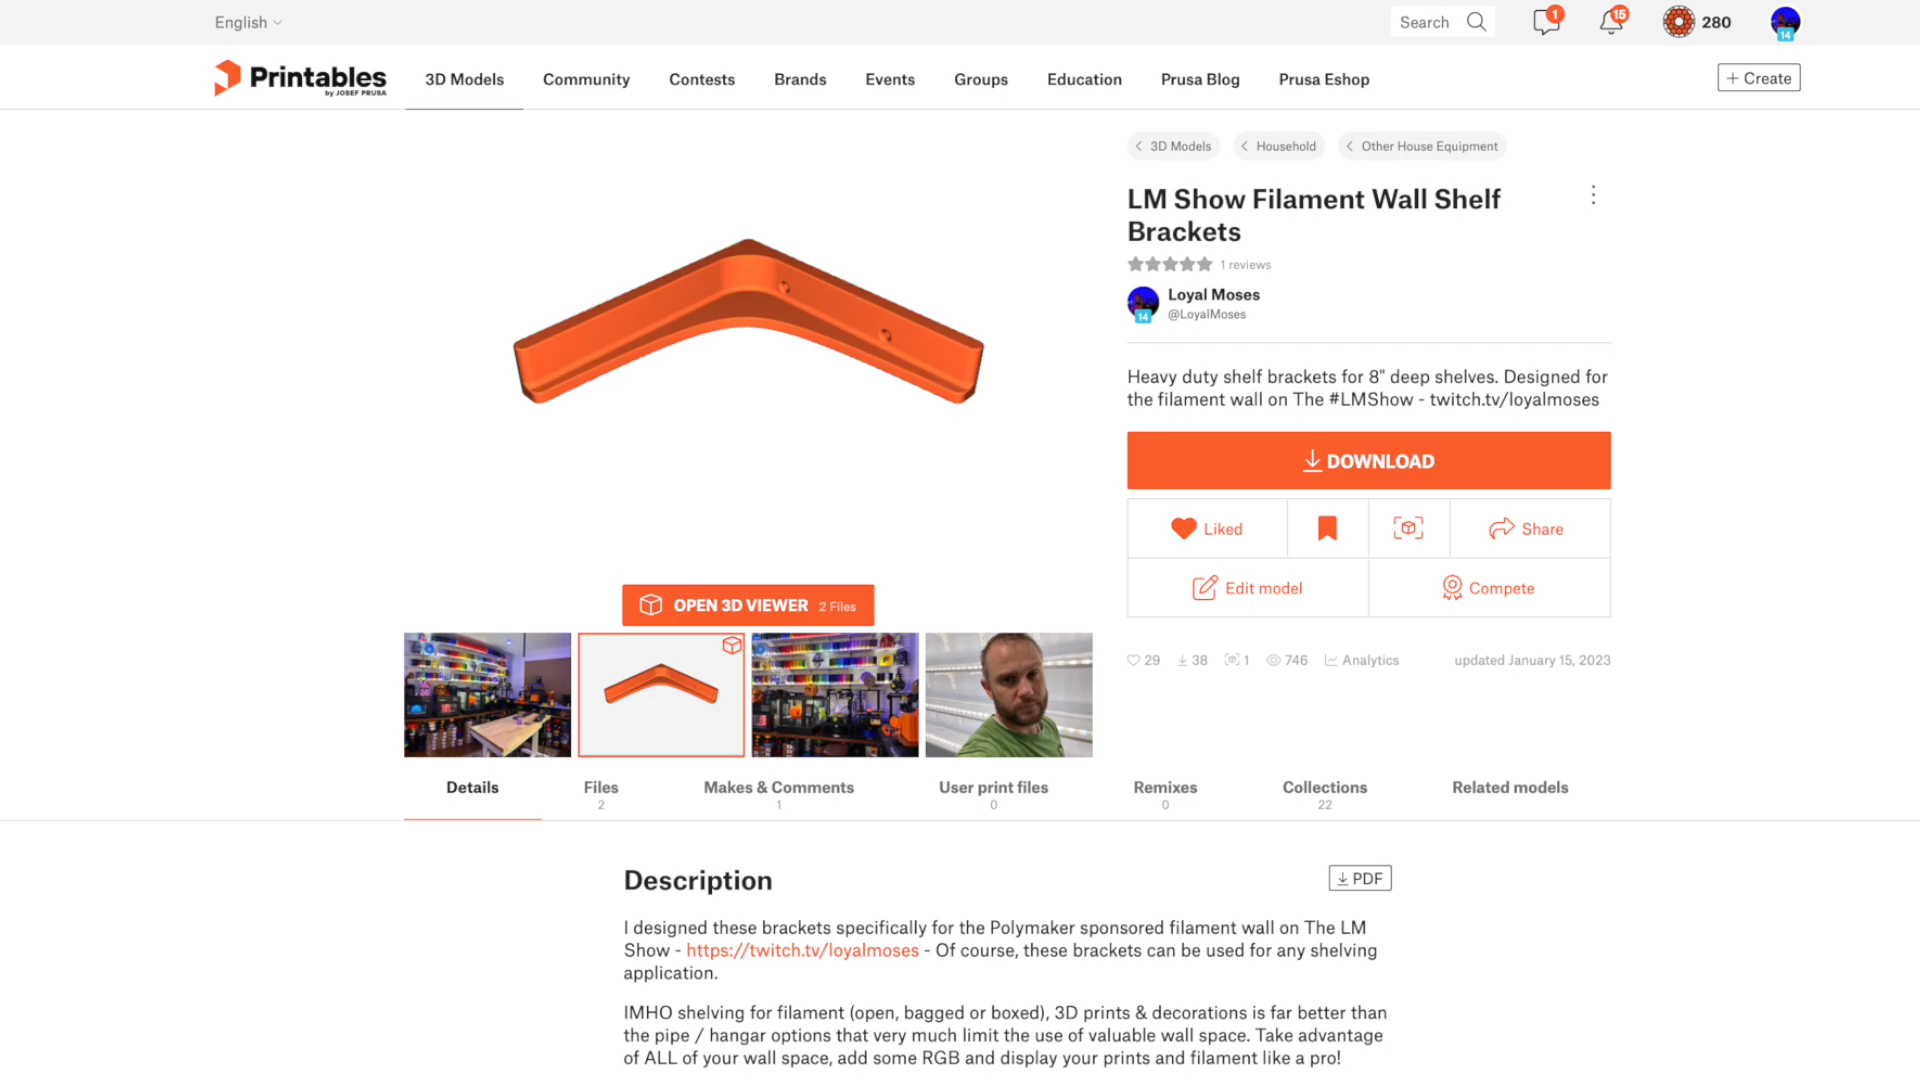 English
Search
1
15
280
14
Printables
by JOSEF PRUSA
3D Models
Community
Contests
Brands
Events
Groups
Education
Prusa Blog
Prusa Eshop
+ Create
3D Models
Household
Other House Equipment
LM Show Filament Wall Shelf
Brackets
1 reviews
Loyal Moses
@LoyalMoses
14
Heavy duty shelf brackets for 8" deep shelves. Designed for
the filament wall on The #LMShow - twitch.tv/loyalmoses
DOWNLOAD
Liked
Share
Edit model
Compete
29
38
1
746
Analytics
updated January 15, 2023
OPEN 3D VIEWER 2 Files
Details
Files
2
Makes & Comments
1
User print files
0
Remixes
0
Collections
22
Related models
Description
PDF
I designed these brackets specifically for the Polymaker sponsored filament wall on The LM
Show - https://twitch.tv/loyalmoses - Of course, these brackets can be used for any shelving
application.
IMHO shelving for filament (open, bagged or boxed), 3D prints & decorations is far better than
the pipe / hangar options that very much limit the use of valuable wall space. Take advantage
of ALL of your wall space, add some RGB and display your prints and filament like a pro!